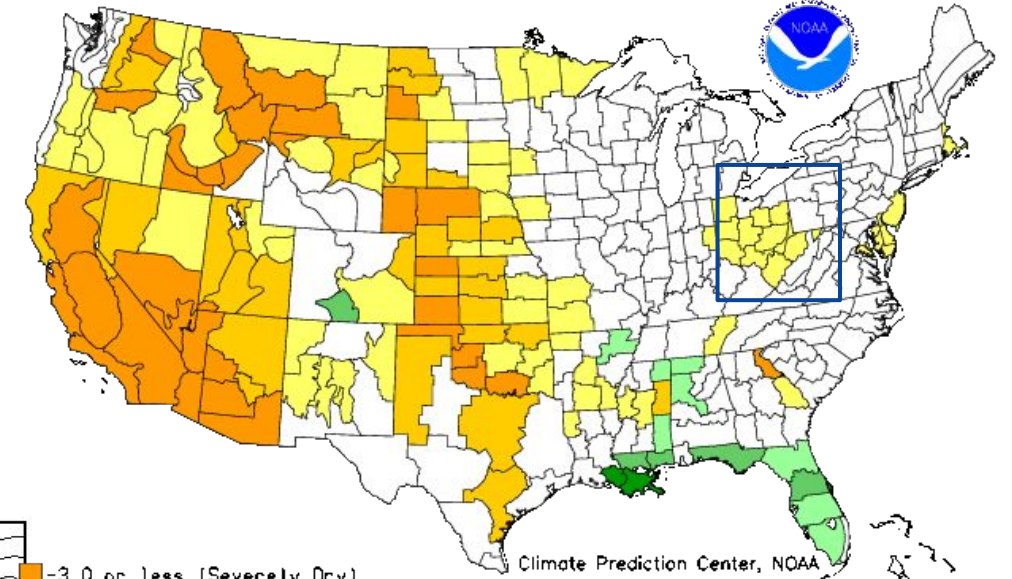 NOAA
Climate Prediction Center, NOAA
-3.0 or less (Severely Dry)